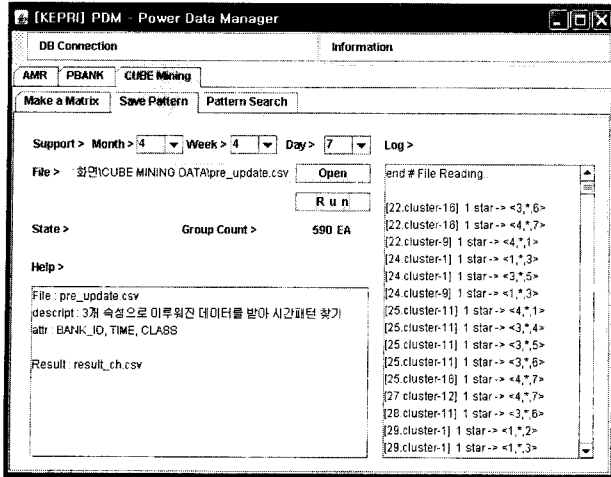 [KEPRI] PDM - Power Data Manager
DB Connection Information
AMR PBANK CUBE Mining
Make a Matrix Save Pattern Pattern Search
Support > Month > 4 Week > 4 Day > 7
File > 화면\CUBE MINING DATA\pre_update.csv Open
R u n
State > Group Count > 590 EA
Help >
File : pre_update.csv
descript : 3개 속성으로 이루워진 데이터를 받아 시간패턴 찾기
attr : BANK_ID, TIME, CLASS
Result : result_ch.csv
Log >
end # File Reading..
[22.cluster-16] 1 star -> <3,*,6>
[22.cluster-18] 1 star -> <4,*,7>
[22.cluster-9] 1 star -> <4,*,1>
[24.cluster-1] 1 star -> <1,*,3>
[24.cluster-1] 1 star -> <3,*,5>
[24.cluster-9] 1 star -> <1,*,3>
[25.cluster-11] 1 star -> <4,*,1>
[25.cluster-11] 1 star -> <3,*,4>
[25.cluster-11] 1 star -> <3,*,5>
[25.cluster-11] 1 star -> <3,*,6>
[25.cluster-16] 1 star -> <4,*,7>
[27.cluster-12] 1 star -> <4,*,7>
[28.cluster-11] 1 star -> <3,*,6>
[29.cluster-1] 1 star -> <1,*,2>
[29.cluster-1] 1 star -> <1,*,3>